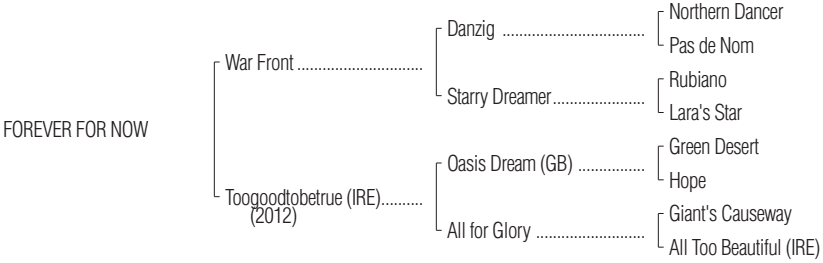 Northern Dancer
Danzig ..................................
Pas de Nom
War Front ..............................
Rubiano
Starry Dreamer......................
Lara's Star
FOREVER FOR NOW
Green Desert
Oasis Dream (GB) ................
Hope
Toogoodtobetrue (IRE)..........
(2012)
Giant's Causeway
All for Glory ..........................
All Too Beautiful (IRE)